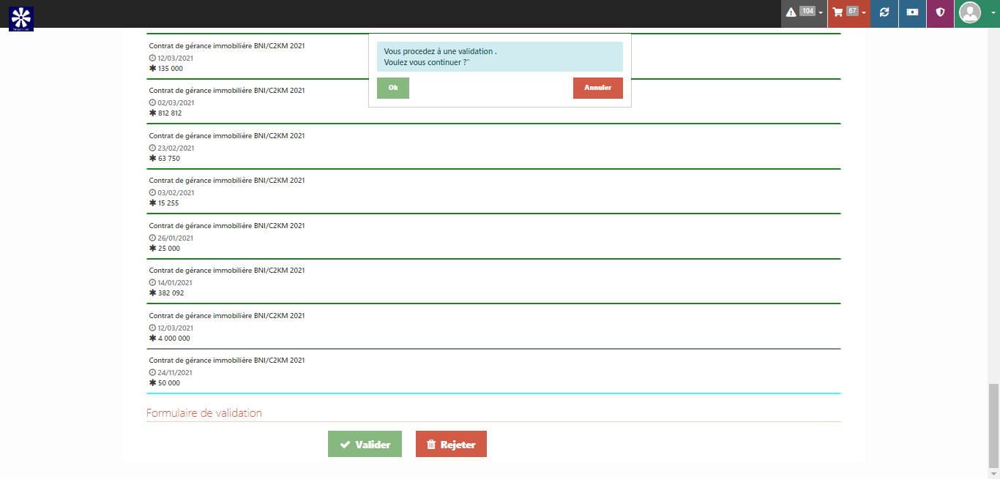 104
67
Contrat de gérance immobilière BNI/C2KM 2021
12/03/2021
135 000
Vous procedez à une validation .
Voulez vous continuer ?"
Ok
Annuler
Contrat de gérance immobilière BNI/C2KM 2021
02/03/2021
812 812
Contrat de gérance immobilière BNI/C2KM 2021
23/02/2021
63 750
Contrat de gérance immobilière BNI/C2KM 2021
03/02/2021
15 255
Contrat de gérance immobilière BNI/C2KM 2021
26/01/2021
25 000
Contrat de gérance immobilière BNI/C2KM 2021
14/01/2021
382 092
Contrat de gérance immobilière BNI/C2KM 2021
12/03/2021
4 000 000
Contrat de gérance immobilière BNI/C2KM 2021
24/11/2021
50 000
Formulaire de validation
Valider
Rejeter